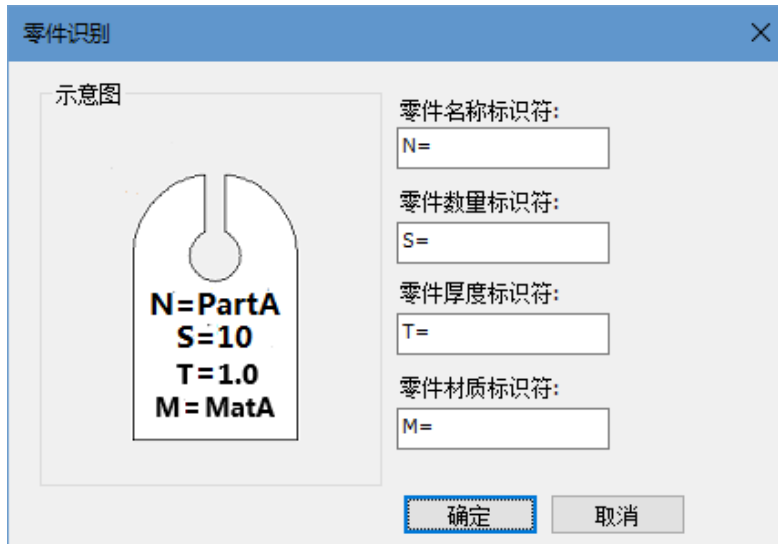 零件识别
示意图
N=PartA
S=10
T=1.0
M=MatA
零件名称标识符:
N=
零件数量标识符:
S=
零件厚度标识符:
T=
零件材质标识符:
M=
确定
取消